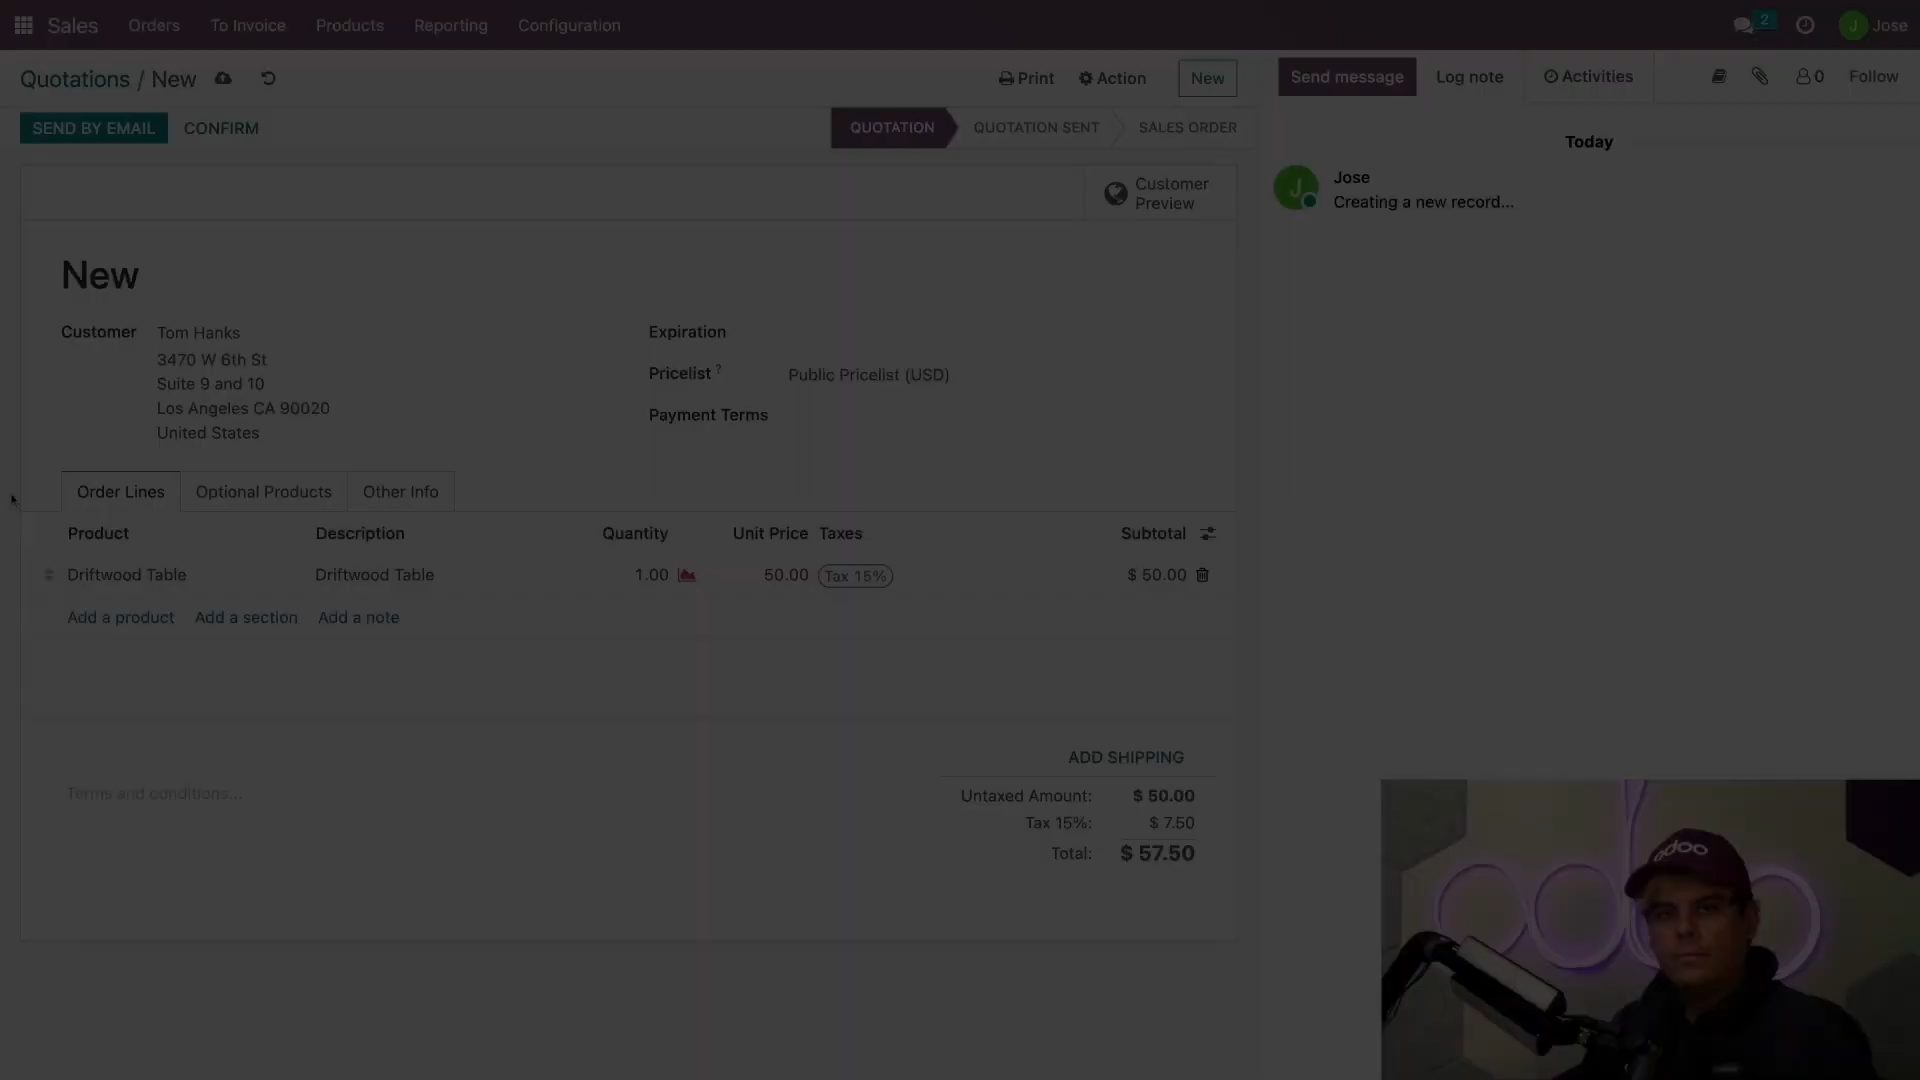 Sales Orders To Invoice Products Reporting Configuration 2 J Jose
Quotations / New Print Action New Send message Log note Activities 0 Follow
SEND BY EMAIL CONFIRM QUOTATION QUOTATION SENT SALES ORDER
Today
Customer
Preview
J Jose
Creating a new record...
New
Customer Tom Hanks
3470 W 6th St
Suite 9 and 10
Los Angeles CA 90020
United States
Expiration
Pricelist ? Public Pricelist (USD)
Payment Terms
Order Lines Optional Products Other Info
Product Description Quantity Unit Price Taxes Subtotal
Driftwood Table Driftwood Table 1.00 50.00 Tax 15% $ 50.00
Add a product Add a section Add a note
ADD SHIPPING
Terms and conditions...
Untaxed Amount: $ 50.00
Tax 15%: $ 7.50
Total: $ 57.50
odoo
odoo